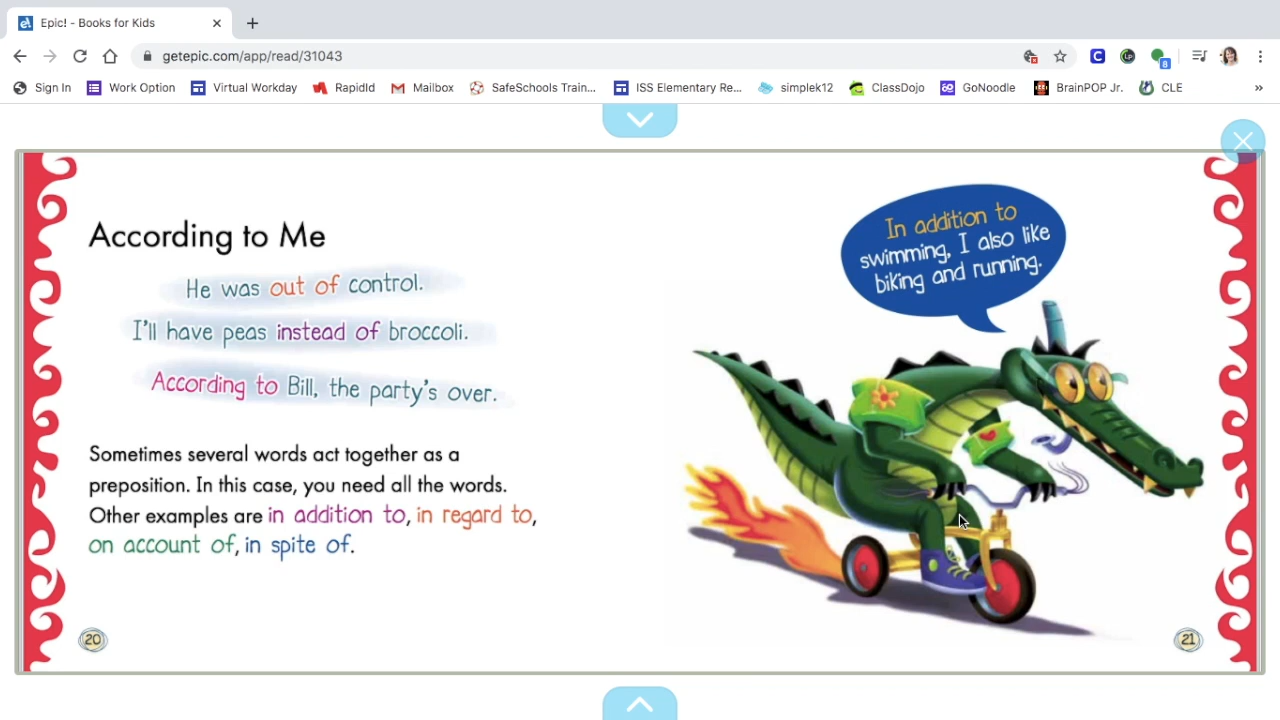 Epic! - Books for Kids
getepic.com/app/read/31043
Sign In Work Option Virtual Workday RapidId Mailbox SafeSchools Train... ISS Elementary Re... simplek12 ClassDojo GoNoodle BrainPOP Jr. CLE »
According to Me
He was out of control.
I'll have peas instead of broccoli.
According to Bill, the party's over.
Sometimes several words act together as a
preposition. In this case, you need all the words.
Other examples are in addition to, in regard to,
on account of, in spite of.
20
In addition to
swimming, I also like
biking and running.
21